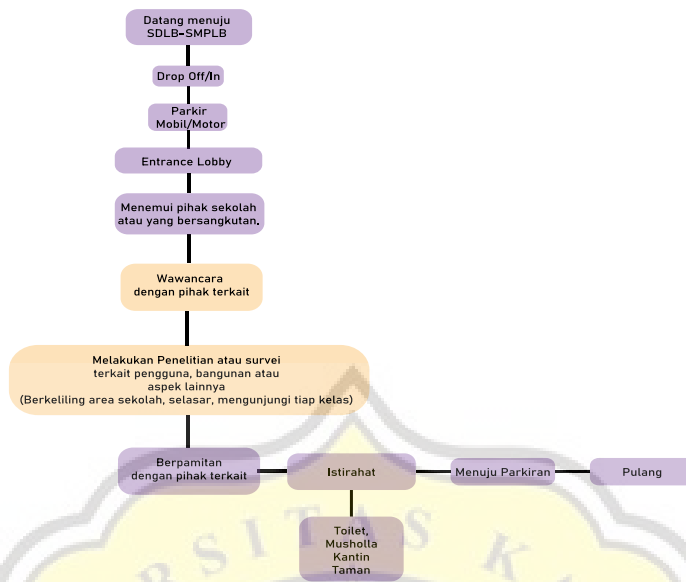 Datang menuju
SDLB-SMPLB
Drop Off/In
Parkir
Mobil/Motor
Entrance Lobby
Menemui pihak sekolah
atau yang bersangkutan.
Wawancara
dengan pihak terkait
Melakukan Penelitian atau survei
terkait pengguna, bangunan atau
aspek lainnya
(Berkeliling area sekolah, selasar, mengunjungi tiap kelas)
Berpamitan
dengan pihak terkait
Istirahat
Menuju Parkiran
Pulang
Toilet,
Musholla
Kantin
Taman
R S I T A S K